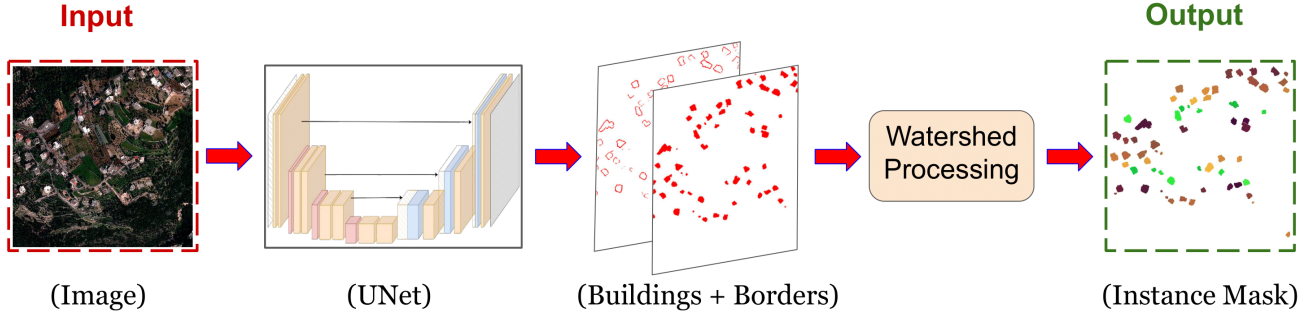 Input
Output
Watershed
Processing
(Image)
(UNet)
(Buildings + Borders)
(Instance Mask)